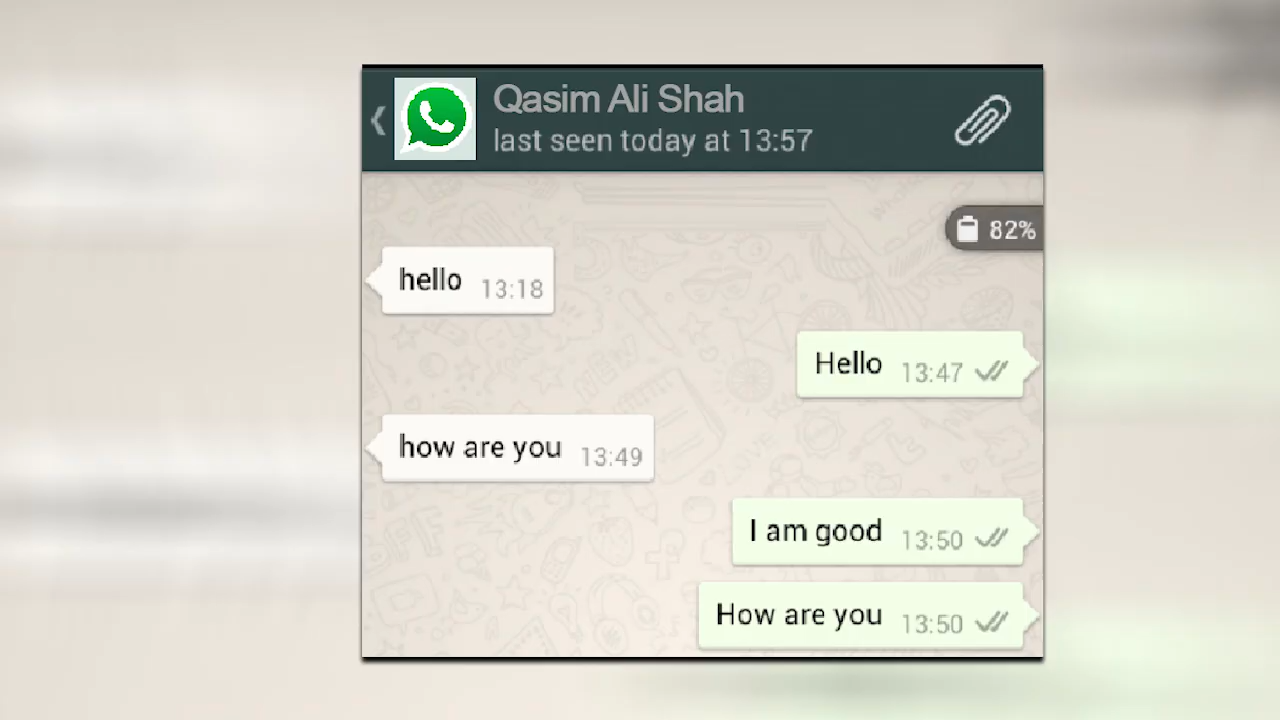 Qasim Ali Shah
last seen today at 13:57
82%
hello 13:18
Hello 13:47
how are you 13:49
I am good 13:50
How are you 13:50